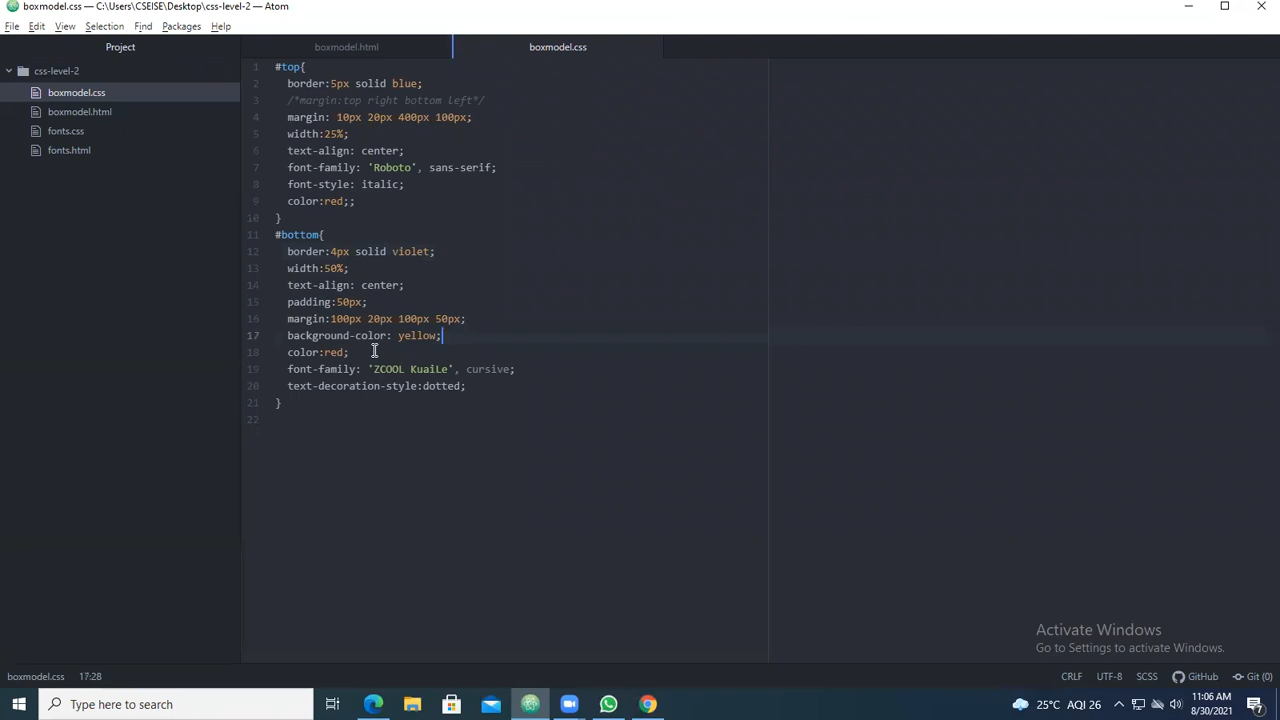 boxmodel.css — C:\Users\CSEISE\Desktop\css-level-2 — Atom
File Edit View Selection Find Packages Help
Project
boxmodel.html
boxmodel.css
css-level-2
boxmodel.css
boxmodel.html
fonts.css
fonts.html
1 #top{
2 border:5px solid blue;
3 /*margin:top right bottom left*/
4 margin: 10px 20px 400px 100px;
5 width:25%;
6 text-align: center;
7 font-family: 'Roboto', sans-serif;
8 font-style: italic;
9 color:red;;
10 }
11 #bottom{
12 border:4px solid violet;
13 width:50%;
14 text-align: center;
15 padding:50px;
16 margin:100px 20px 100px 50px;
17 background-color: yellow;
18 color:red;
19 font-family: 'ZCOOL KuaiLe', cursive;
20 text-decoration-style:dotted;
21 }
22
Activate Windows
Go to Settings to activate Windows.
boxmodel.css 17:28
CRLF UTF-8 SCSS GitHub Git (0)
Type here to search
25°C AQI 26
11:06 AM
8/30/2021
7